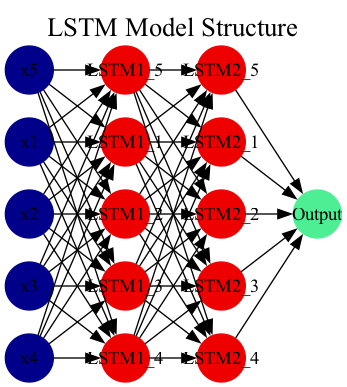 LSTM Model Structure
x5 LSTM1_5 LSTM2_5
x1 LSTM1_1 LSTM2_1
x2 LSTM1_2 LSTM2_2 Output
x3 LSTM1_3 LSTM2_3
x4 LSTM1_4 LSTM2_4